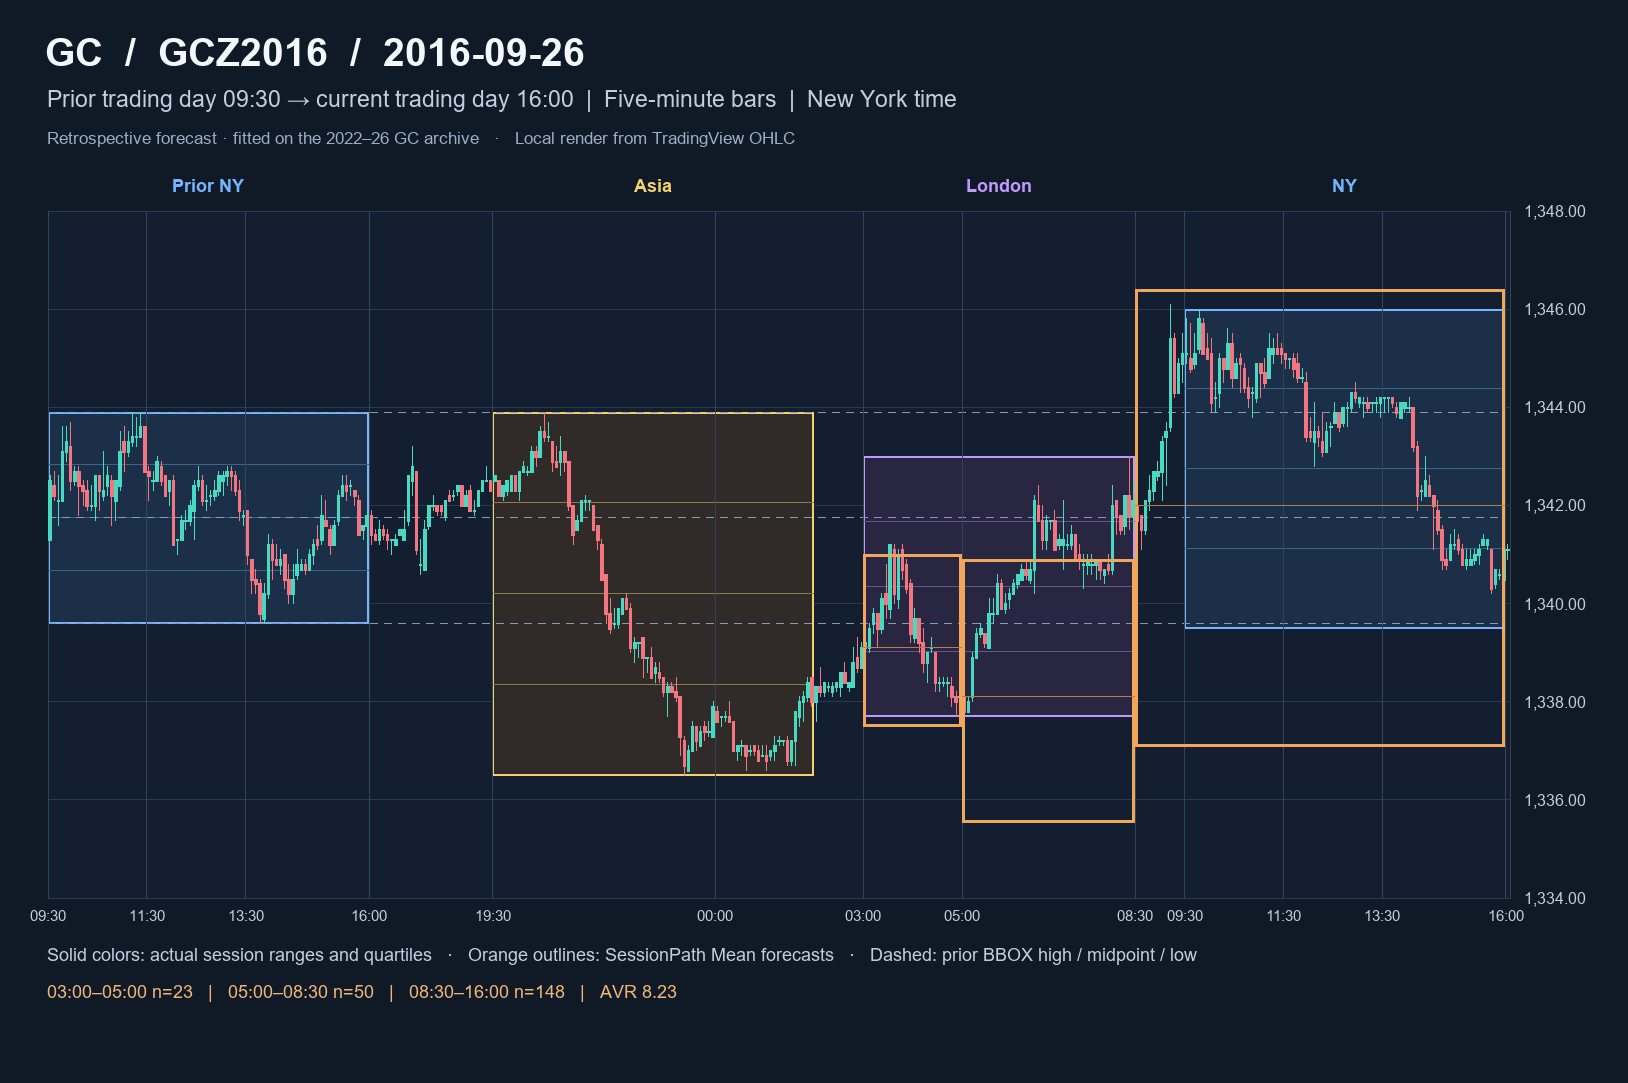 GC / GCZ2016 / 2016-09-26
Prior trading day 09:30 → current trading day 16:00 | Five-minute bars | New York time
Retrospective forecast · fitted on the 2022–26 GC archive · Local render from TradingView OHLC
Prior NY Asia London NY
1,348.00
1,346.00
1,344.00
1,342.00
1,340.00
1,338.00
1,336.00
1,334.00
09:30 11:30 13:30 16:00 19:30 00:00 03:00 05:00 08:30 09:30 11:30 13:30 16:00
Solid colors: actual session ranges and quartiles · Orange outlines: SessionPath Mean forecasts · Dashed: prior BBOX high / midpoint / low
03:00–05:00 n=23 | 05:00–08:30 n=50 | 08:30–16:00 n=148 | AVR 8.23